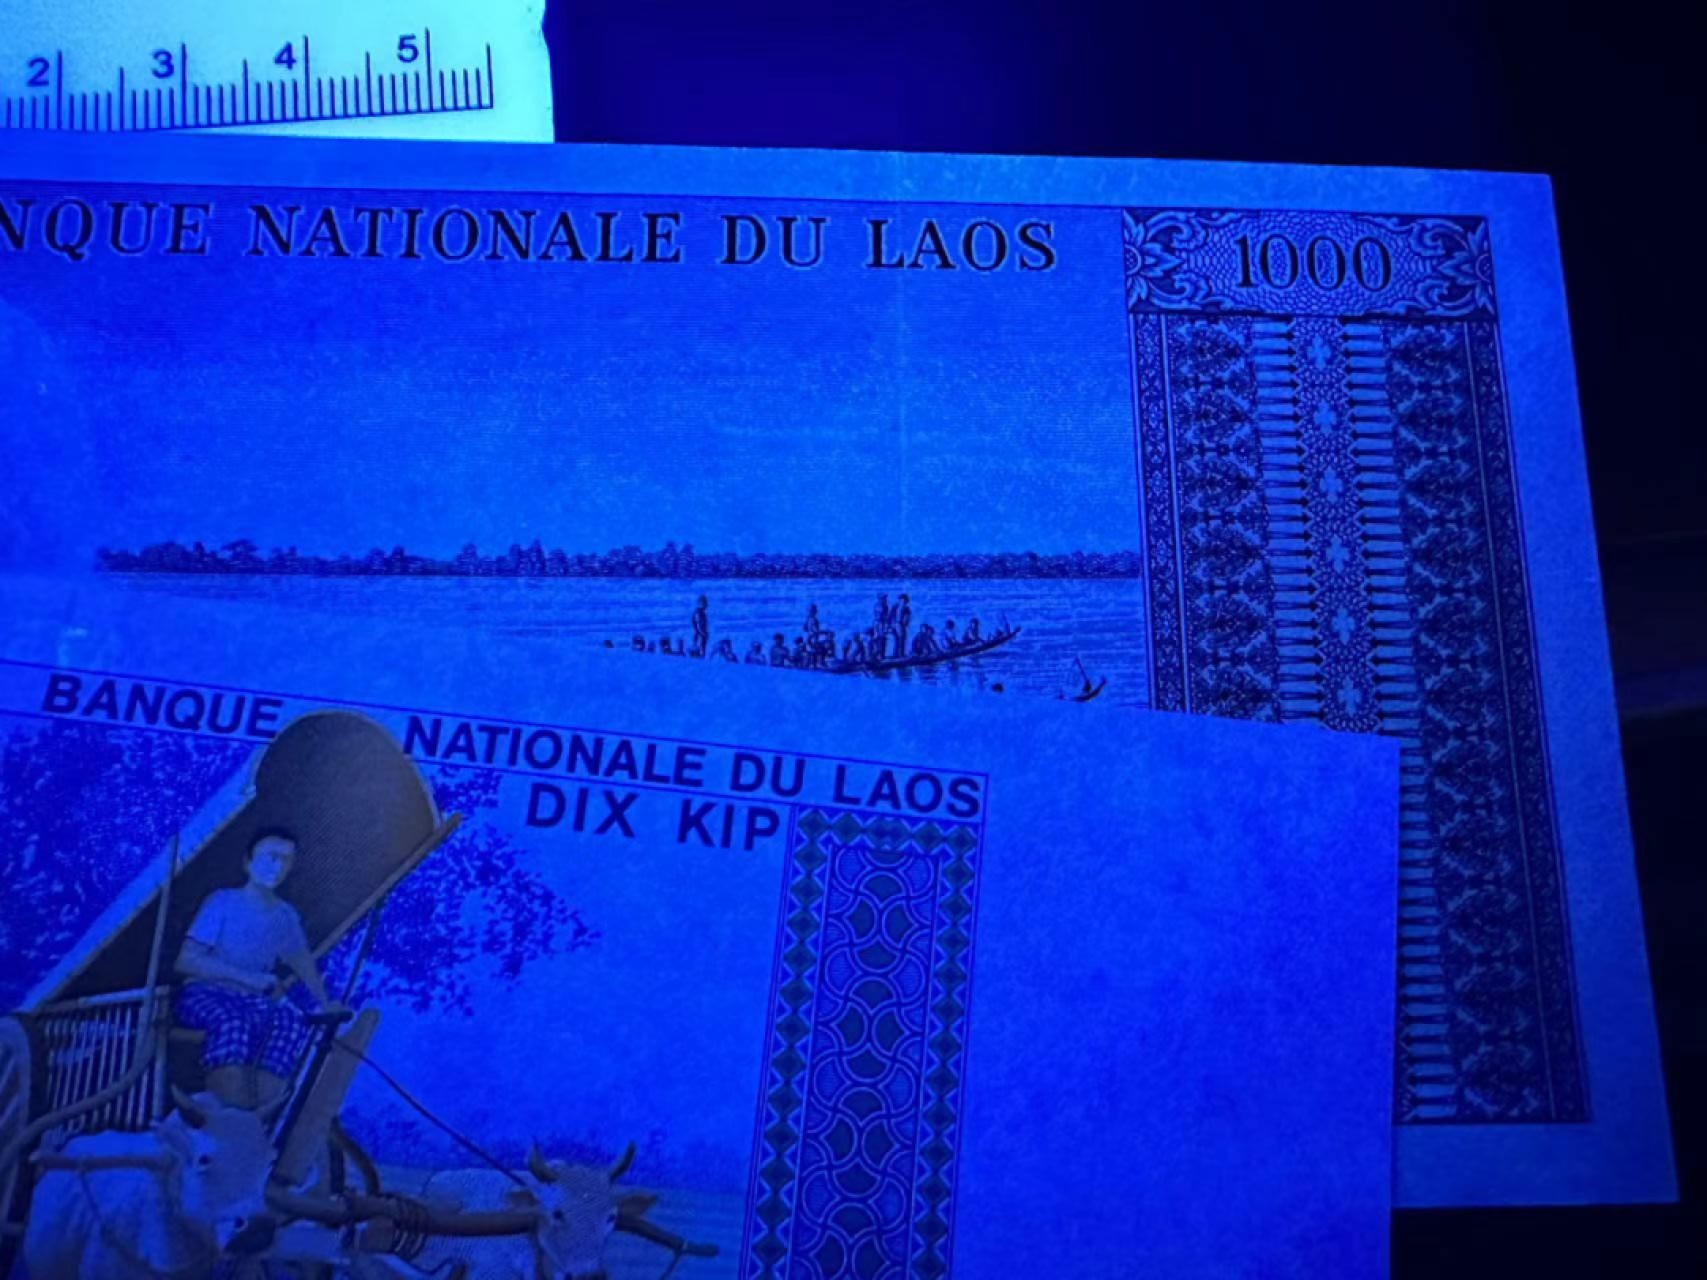 2 3 4 5
NQUE NATIONALE DU LAOS
1000
BANQUE NATIONALE DU LAOS
DIX KIP